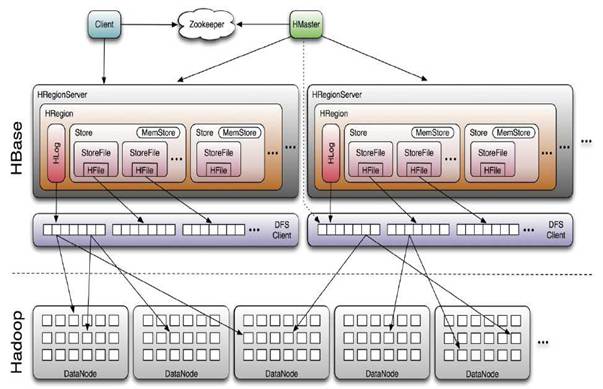 Client
Zookeeper
HMaster
HBase
HRegionServer
HRegion
HLog
Store
MemStore
StoreFile
HFile
StoreFile
HFile
...
Store
MemStore
StoreFile
HFile
...
...
HRegionServer
HRegion
HLog
Store
MemStore
StoreFile
HFile
StoreFile
HFile
...
Store
MemStore
StoreFile
HFile
...
...
...
...
DFS
Client
...
DFS
Client
Hadoop
DataNode
DataNode
DataNode
DataNode
DataNode
...